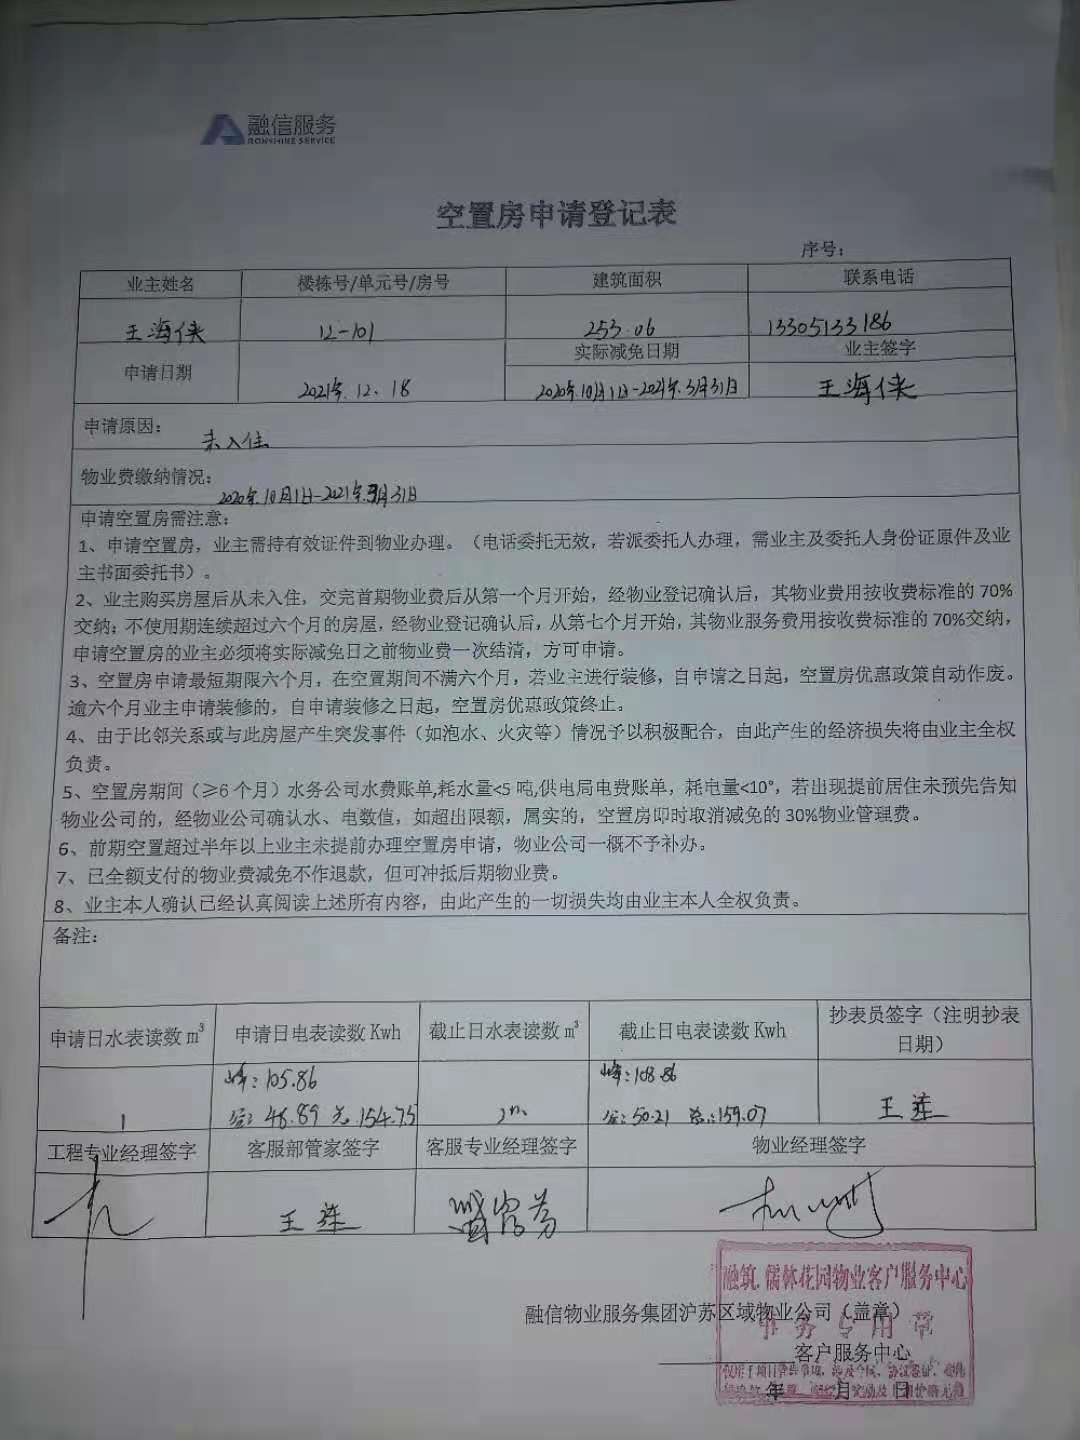 融信服务
RONSHINE SERVICE
空置房申请登记表
序号：
业主姓名 楼栋号/单元号/房号 建筑面积 联系电话
王海侠 12-101 253.06 13305133186
实际减免日期 业主签字
申请日期 2021年.12.18 2020年.10月1日-2021年.3月31日 王海侠
申请原因： 未入住
物业费缴纳情况： 2020年.10月1日-2021年.3月31日
申请空置房需注意：
1、申请空置房，业主需持有效证件到物业办理。（电话委托无效，若派委托人办理，需业主及委托人身份证原件及业
主书面委托书）。
2、业主购买房屋后从未入住，交完首期物业费后从第一个月开始，经物业登记确认后，其物业费用按收费标准的70%
交纳；不使用期连续超过六个月的房屋，经物业登记确认后，从第七个月开始，其物业服务费用按收费标准的70%交纳，
申请空置房的业主必须将实际减免日之前物业费一次结清，方可申请。
3、空置房申请最短期限六个月，在空置期间不满六个月，若业主进行装修，自申请之日起，空置房优惠政策自动作废。
逾六个月业主申请装修的，自申请装修之日起，空置房优惠政策终止。
4、由于比邻关系或与此房屋产生突发事件（如泡水、火灾等）情况予以积极配合，由此产生的经济损失将由业主全权
负责。
5、空置房期间（≥6个月）水务公司水费账单,耗水量<5吨,供电局电费账单，耗电量<10°，若出现提前居住未预先告知
物业公司的，经物业公司确认水、电数值，如超出限额，属实的，空置房即时取消减免的30%物业管理费。
6、前期空置超过半年以上业主未提前办理空置房申请，物业公司一概不予补办。
7、已全额支付的物业费减免不作退款，但可冲抵后期物业费。
8、业主本人确认已经认真阅读上述所有内容，由此产生的一切损失均由业主本人全权负责。
备注：
申请日水表读数m³ 申请日电表读数Kwh 截止日水表读数m³ 截止日电表读数Kwh 抄表员签字（注明抄表
日期）
峰：105.86 峰：108.86
1 谷：48.89 总.154.75 谷：50.21 总：159.07 王莲
工程专业经理签字 客服部管家签字 客服专业经理签字 物业经理签字
王莲
融筑.儒林花园物业客户服务中心
融信物业服务集团沪苏区域物业公司（盖章）
事务专用章
客户服务中心
年 月 日